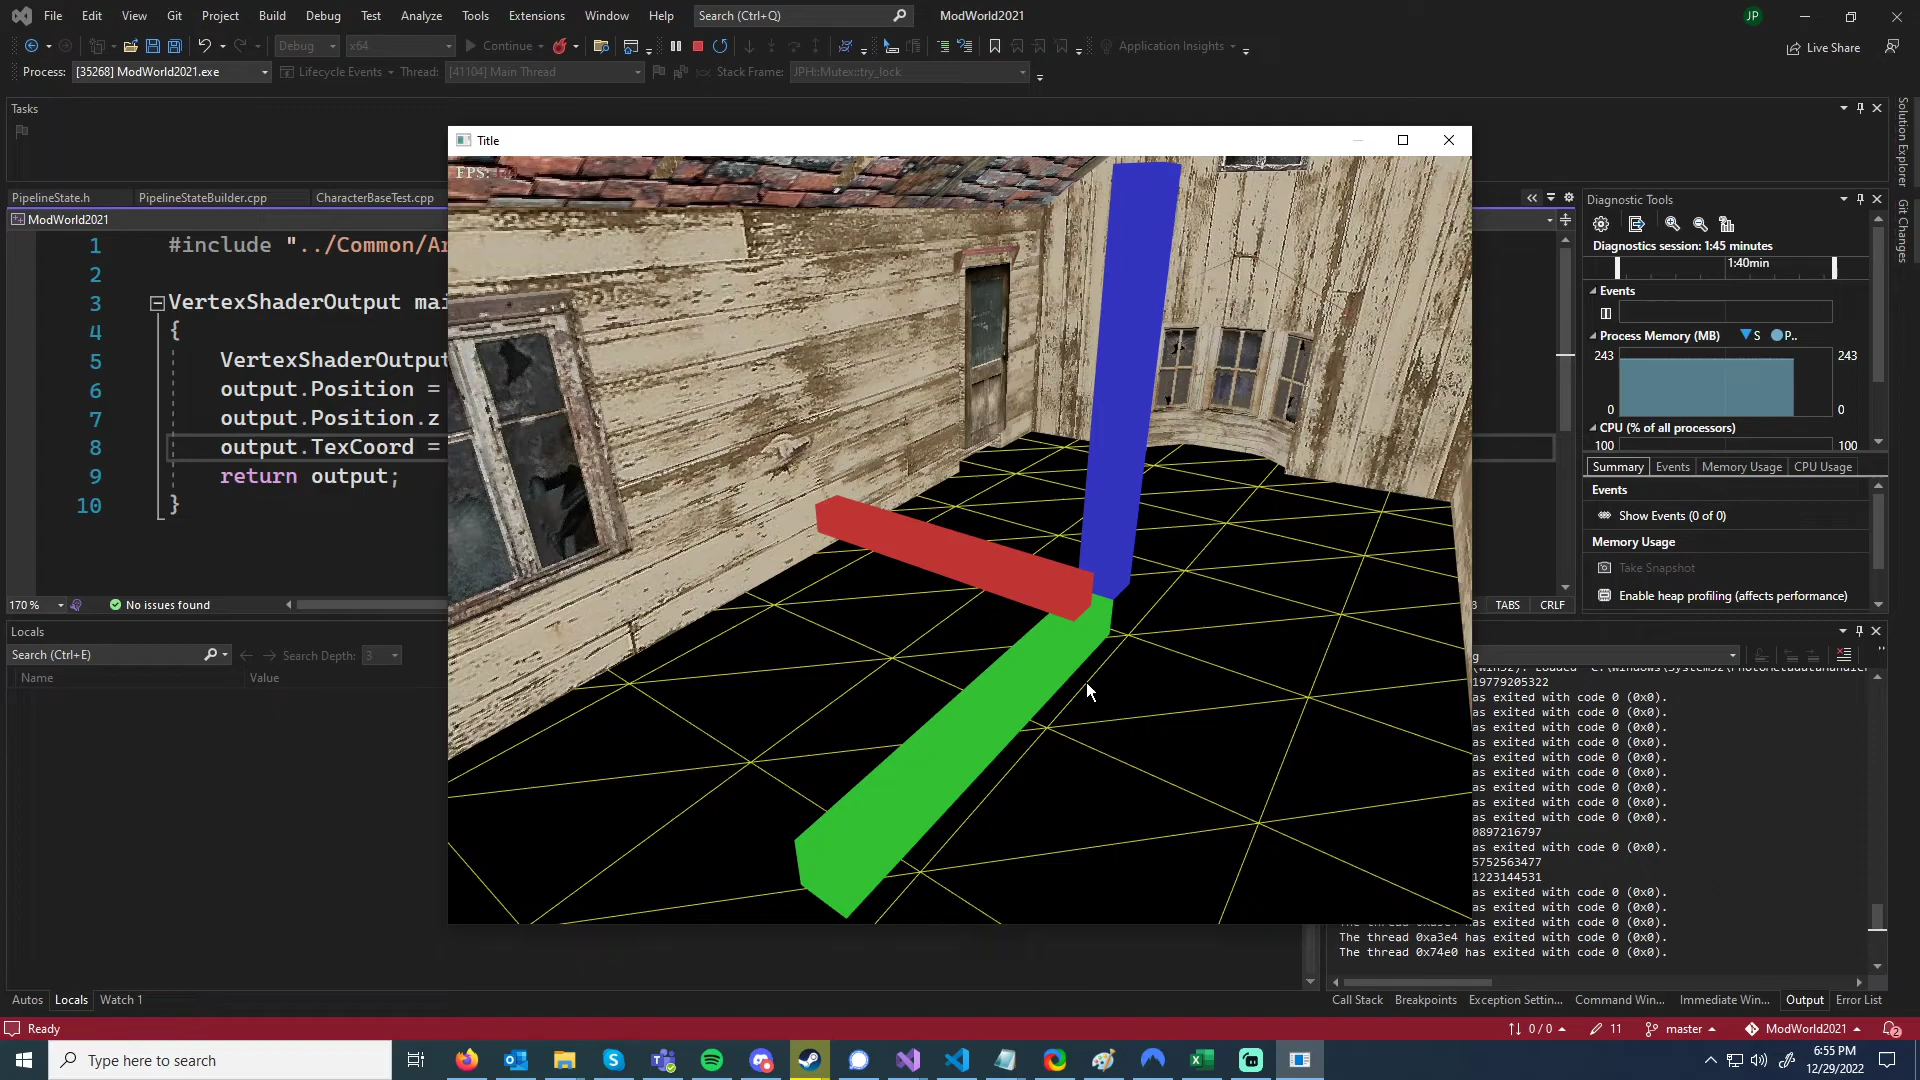 File Edit View Git Project Build Debug Test Analyze Tools Extensions Window Help Search (Ctrl+Q) ModWorld2021 JP
Debug x64 Continue Application Insights Live Share
Process: [35268] ModWorld2021.exe Lifecycle Events Thread: [41104] Main Thread Stack Frame: JPH::Mutex::try_lock
Tasks
Solution Explorer
Git Changes
Title
FPS:
PipelineState.h PipelineStateBuilder.cpp CharacterBaseTest.cpp
ModWorld2021
1 #include "../Common/
2
3 VertexShaderOutput
4 {
5 VertexShaderOutput
6 output.Position =
7 output.Position.z
8 output.TexCoord =
9 return output;
10 }
170 % No issues found
TABS CRLF
Diagnostic Tools
Diagnostics session: 1:45 minutes
1:40min
Events
Process Memory (MB) S P..
243 243
0 0
CPU (% of all processors)
100 100
Summary Events Memory Usage CPU Usage
Events
Show Events (0 of 0)
Memory Usage
Take Snapshot
Enable heap profiling (affects performance)
Locals
Search (Ctrl+E) Search Depth: 3
Name Value
19779205322
as exited with code 0 (0x0).
as exited with code 0 (0x0).
as exited with code 0 (0x0).
as exited with code 0 (0x0).
as exited with code 0 (0x0).
as exited with code 0 (0x0).
as exited with code 0 (0x0).
as exited with code 0 (0x0).
as exited with code 0 (0x0).
0897216797
as exited with code 0 (0x0).
5752563477
1223144531
as exited with code 0 (0x0).
as exited with code 0 (0x0).
as exited with code 0 (0x0).
The thread 0xa3e4 has exited with code 0 (0x0).
The thread 0x74e0 has exited with code 0 (0x0).
Autos Locals Watch 1
Call Stack Breakpoints Exception Settin... Command Win... Immediate Win... Output Error List
Ready 0 / 0 11 master ModWorld2021 2
Type here to search
6:55 PM
12/29/2022